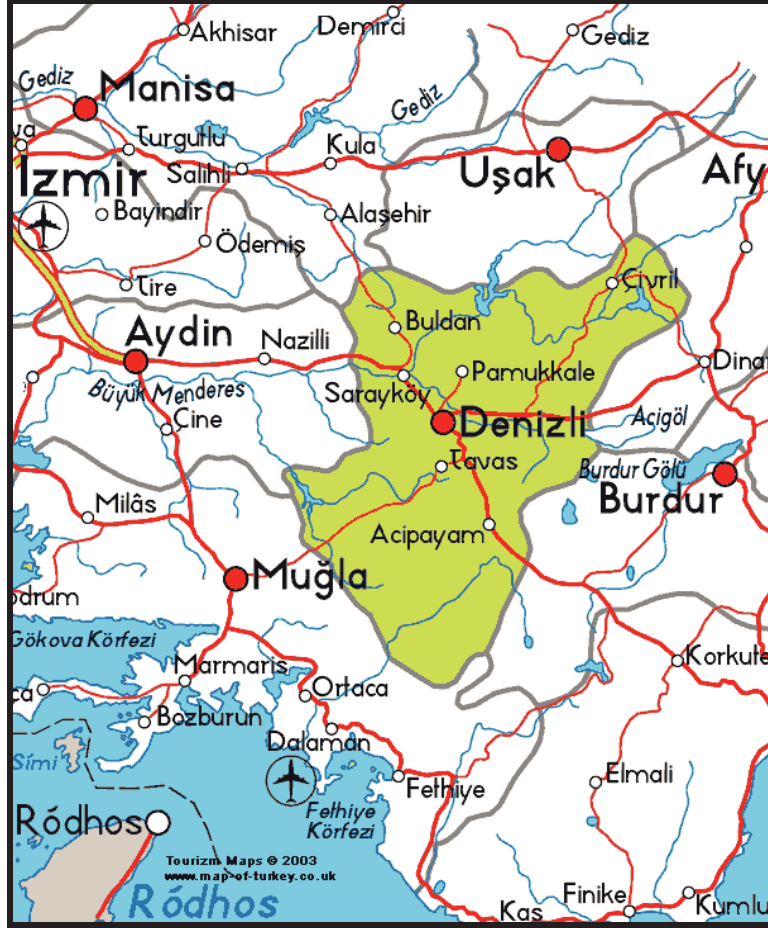 Akhisar
Demirci
Gediz
Gediz
Manisa
Gediz
Turgutlu
Kula
Uşak
Afy
Salihli
İzmir
Bayindir
Alaşehir
Ödemiş
Tire
Çivril
Buldan
Aydin
Nazilli
Dinar
Pamukkale
Sarayköy
Büyük Menderes
Çine
Denizli
Acigöl
Tavas
Burdur Gölü
Burdur
Milâs
Acipayam
Muğla
odrum
Gökova Körfezi
Marmaris
Korkute
ca
Ortaca
Bozburun
Dalaman
Sími
Elmali
Fethiye
Fethiye
Körfezi
Ródhos
Tourizm Maps © 2003
www.map-of-turkey.co.uk
Ródhos
Kas
Finike
Kumlu